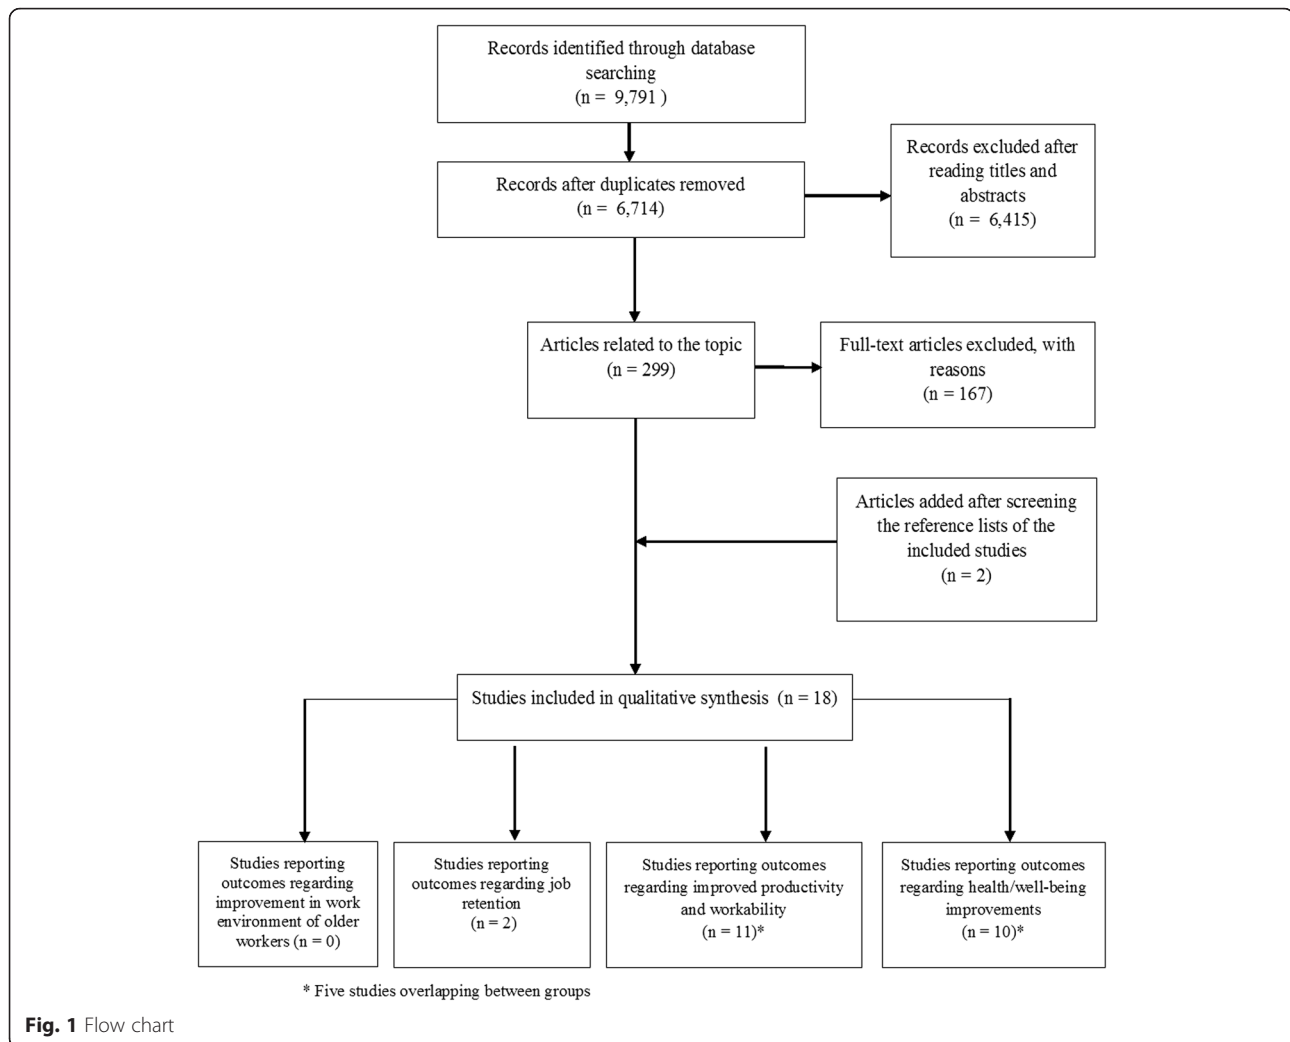 Records identified through database
searching
(n = 9,791 )
Records after duplicates removed
(n = 6,714)
Records excluded after
reading titles and
abstracts
(n = 6,415)
Articles related to the topic
(n = 299)
Full-text articles excluded, with
reasons
(n = 167)
Articles added after screening
the reference lists of the
included studies
(n = 2)
Studies included in qualitative synthesis (n = 18)
Studies reporting
outcomes regarding
improvement in work
environment of older
workers (n = 0)
Studies reporting
outcomes regarding job
retention
(n = 2)
Studies reporting outcomes
regarding improved productivity
and workability
(n = 11)*
Studies reporting outcomes
regarding health/well-being
improvements
(n = 10)*
* Five studies overlapping between groups
Fig. 1 Flow chart